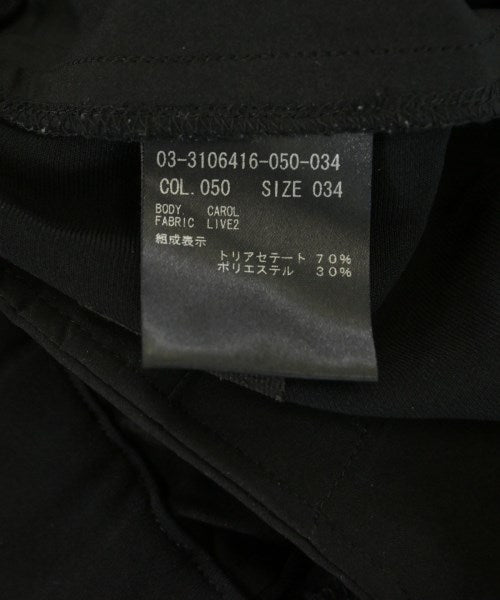 03-3106416-050-034
COL.050 SIZE 034
BODY CAROL
FABRIC LIVE2
組成表示
トリアセテート 70%
ポリエステル 30%